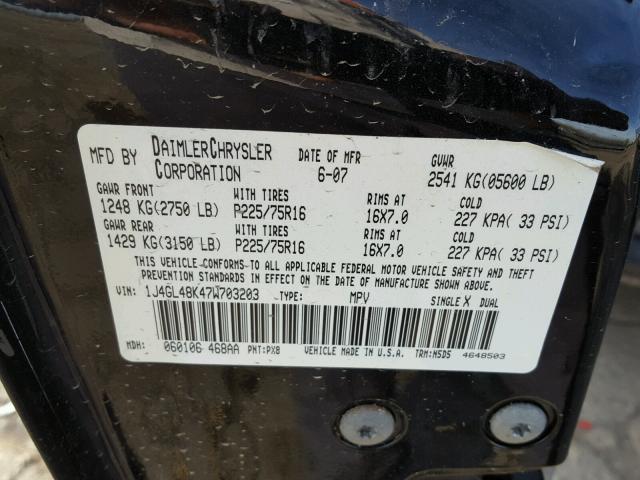 MFD BY DAIMLERCHRYSLER CORPORATION DATE OF MFR 6-07 GVWR 2541 KG(05600 LB)
GAWR FRONT WITH TIRES RIMS AT COLD
1248 KG(2750 LB) P225/75R16 16X7.0 227 KPA( 33 PSI)
GAWR REAR WITH TIRES RIMS AT COLD
1429 KG(3150 LB) P225/75R16 16X7.0 227 KPA( 33 PSI)
THIS VEHICLE CONFORMS TO ALL APPLICABLE FEDERAL MOTOR VEHICLE SAFETY AND THEFT
PREVENTION STANDARDS IN EFFECT ON THE DATE OF MANUFACTURE SHOWN ABOVE.
VIN: 1J4GL48K47W703203 TYPE: MPV SINGLE X DUAL
MDH: 060106 468AA PNT:PX8 VEHICLE MADE IN U.S.A. TRM:M5D5 4648503